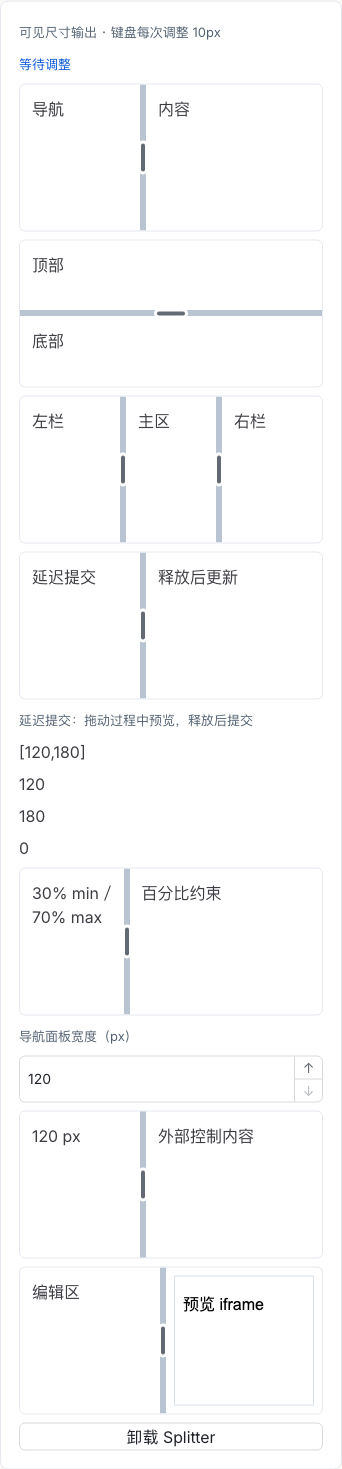 可见尺寸输出 · 键盘每次调整 10px
等待调整
导航
内容
顶部
底部
左栏
主区
右栏
延迟提交
释放后更新
延迟提交：拖动过程中预览，释放后提交
[120,180]
120
180
0
30% min /
70% max
百分比约束
导航面板宽度（px）
120
120 px
外部控制内容
编辑区
预览 iframe
卸载 Splitter